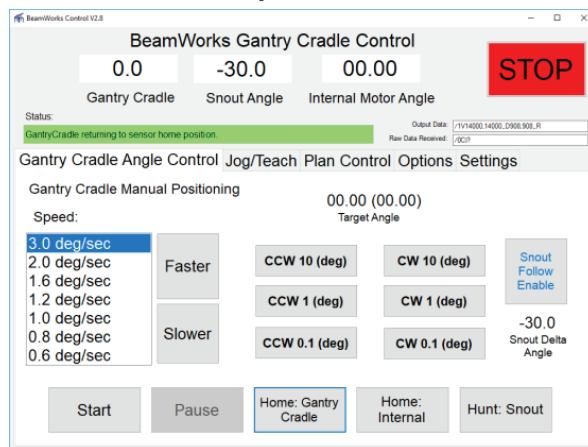 BeamWorks Control V2.8
BeamWorks Gantry Cradle Control
0.0 -30.0 00.00
STOP
Gantry Cradle Snout Angle Internal Motor Angle
Status:
GantryCradle returning to sensor home position.
Output Data: /1V14000,14000_D908,908_R
Raw Data Received: /0C/?
Gantry Cradle Angle Control Jog/Teach Plan Control Options Settings
Gantry Cradle Manual Positioning
00.00 (00.00)
Target Angle
Speed:
3.0 deg/sec
2.0 deg/sec
1.6 deg/sec
1.2 deg/sec
1.0 deg/sec
0.8 deg/sec
0.6 deg/sec
Faster
Slower
CCW 10 (deg) CW 10 (deg)
CCW 1 (deg) CW 1 (deg)
CCW 0.1 (deg) CW 0.1 (deg)
Snout
Follow
Enable
-30.0
Snout Delta
Angle
Start
Pause
Home: Gantry
Cradle
Home:
Internal
Hunt: Snout